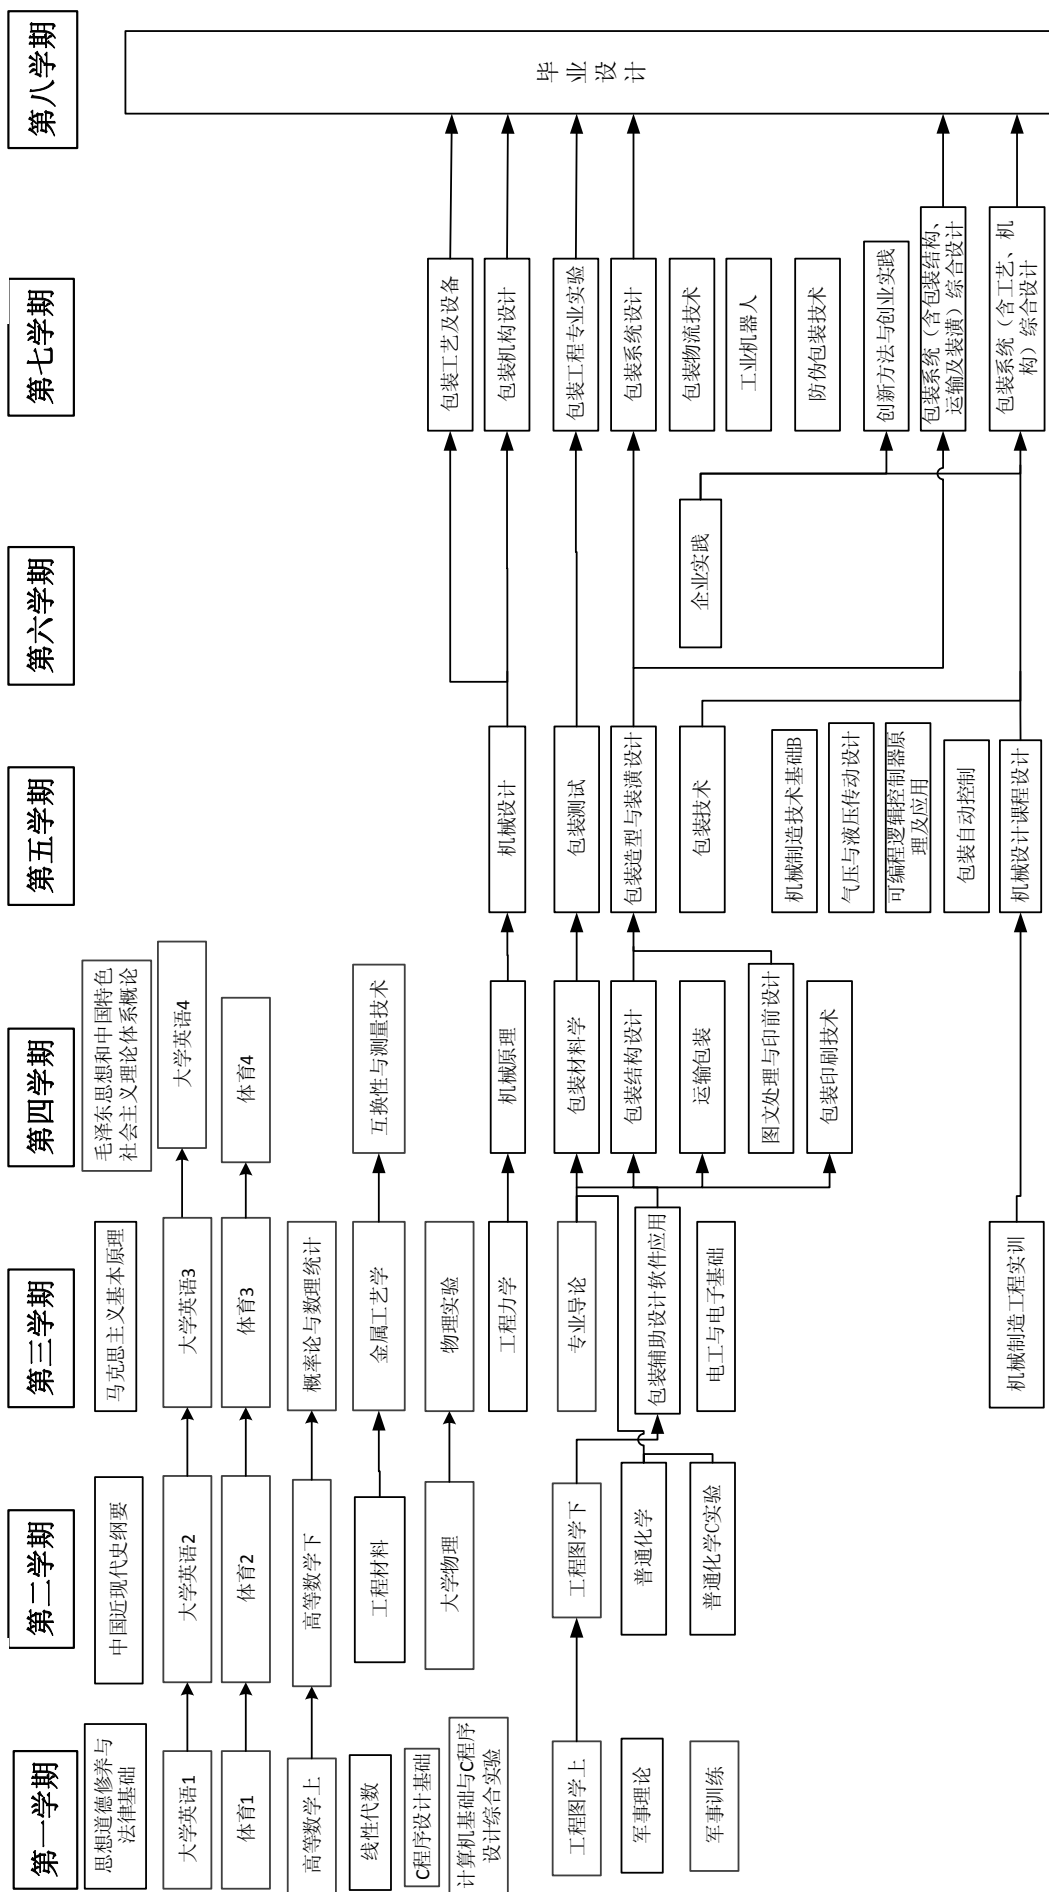 第一学期
思想道德修养与
法律基础
大学英语1
体育1
高等数学上
线性代数
C程序设计基础
计算机基础与C程序
设计综合实验
工程图学上
军事理论
军事训练
第二学期
中国近现代史纲要
大学英语2
体育2
高等数学下
工程材料
大学物理
工程图学下
普通化学
普通化学C实验
第三学期
马克思主义基本原理
大学英语3
体育3
概率论与数理统计
金属工艺学
物理实验
工程力学
专业导论
包装辅助设计软件应用
电工与电子基础
机械制造工程实训
第四学期
毛泽东思想和中国特色
社会主义理论体系概论
大学英语4
体育4
互换性与测量技术
机械原理
包装材料学
包装结构设计
运输包装
图文处理与印前设计
包装印刷技术
第五学期
机械设计
包装测试
包装造型与装潢设计
包装技术
机械制造技术基础B
气压与液压传动设计
可编程逻辑控制器原
理及应用
包装自动控制
机械设计课程设计
第六学期
企业实践
第七学期
包装工艺及设备
包装机构设计
包装工程专业实验
包装系统设计
包装物流技术
工业机器人
防伪包装技术
创新方法与创业实践
包装系统（含包装结构、
运输及装潢）综合设计
包装系统（含工艺、机
构）综合设计
第八学期
毕业设计